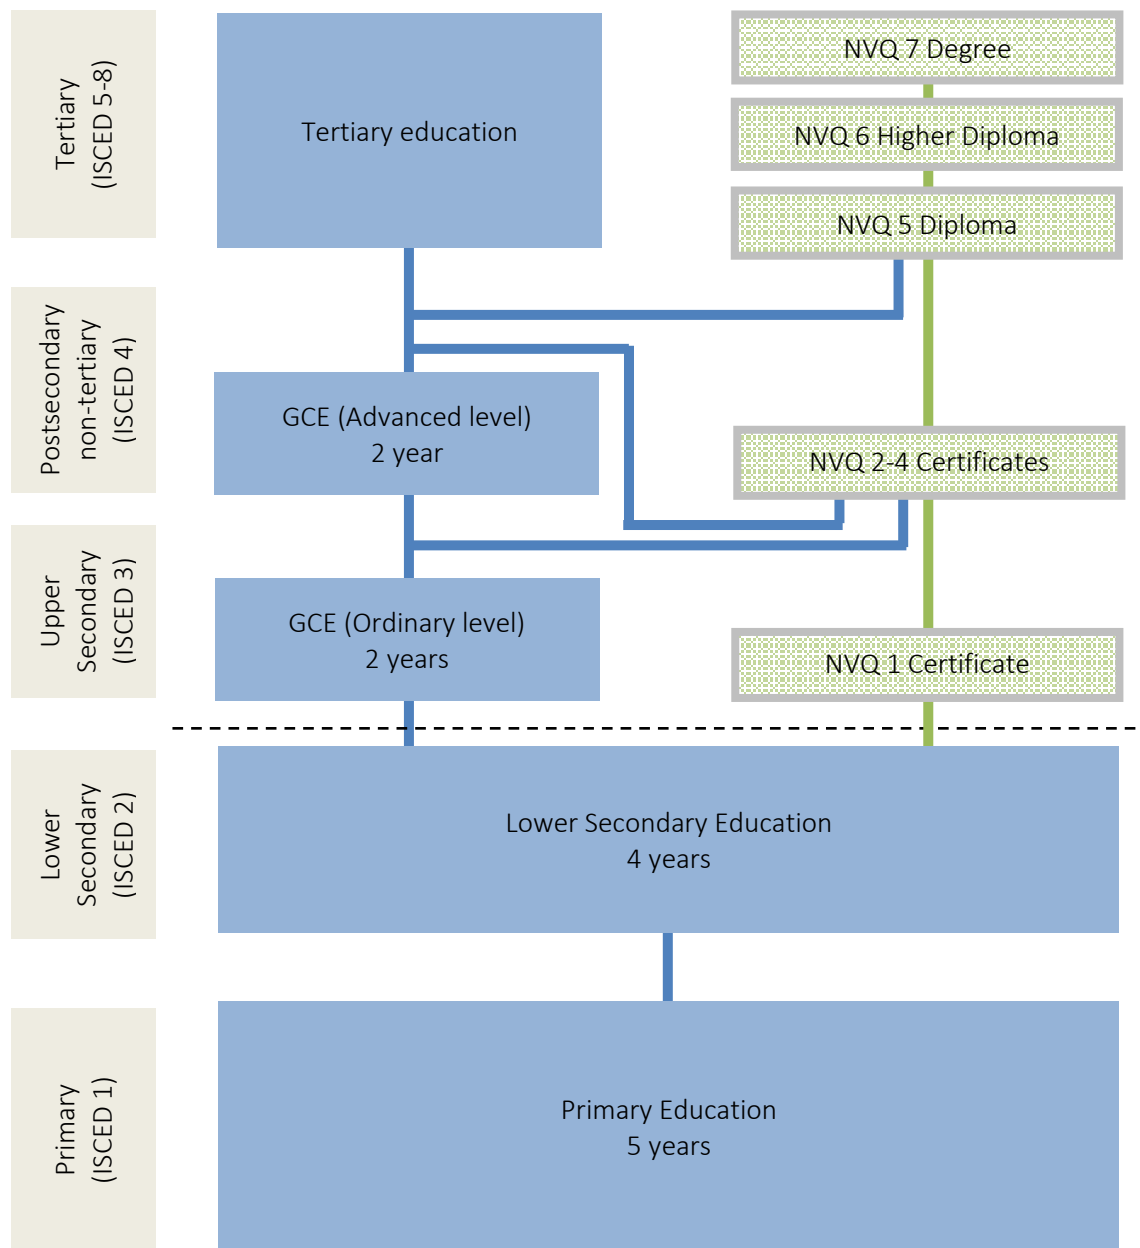 Tertiary
(ISCED 5-8)
Tertiary education
NVQ 7 Degree
NVQ 6 Higher Diploma
NVQ 5 Diploma
Postsecondary
non-tertiary
(ISCED 4)
GCE (Advanced level)
2 year
NVQ 2-4 Certificates
Upper
Secondary
(ISCED 3)
GCE (Ordinary level)
2 years
NVQ 1 Certificate
Lower
Secondary
(ISCED 2)
Lower Secondary Education
4 years
Primary
(ISCED 1)
Primary Education
5 years